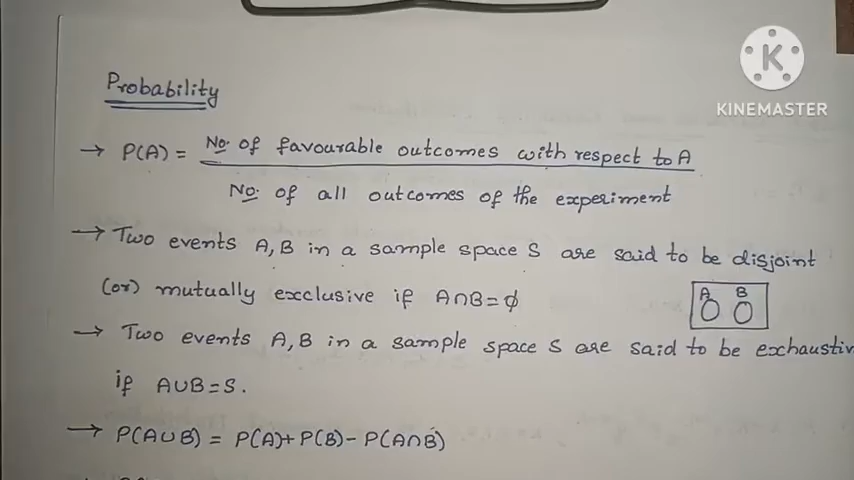 Probability
KINEMASTER
→ P(A) = No. of favourable outcomes with respect to A
No. of all outcomes of the experiment
→ Two events A, B in a sample space S are said to be disjoint
(or) mutually exclusive if A∩B = ϕ
A B
→ Two events A, B in a sample space S are said to be exhaustiv
if A∪B = S.
→ P(A∪B) = P(A) + P(B) - P(A∩B)